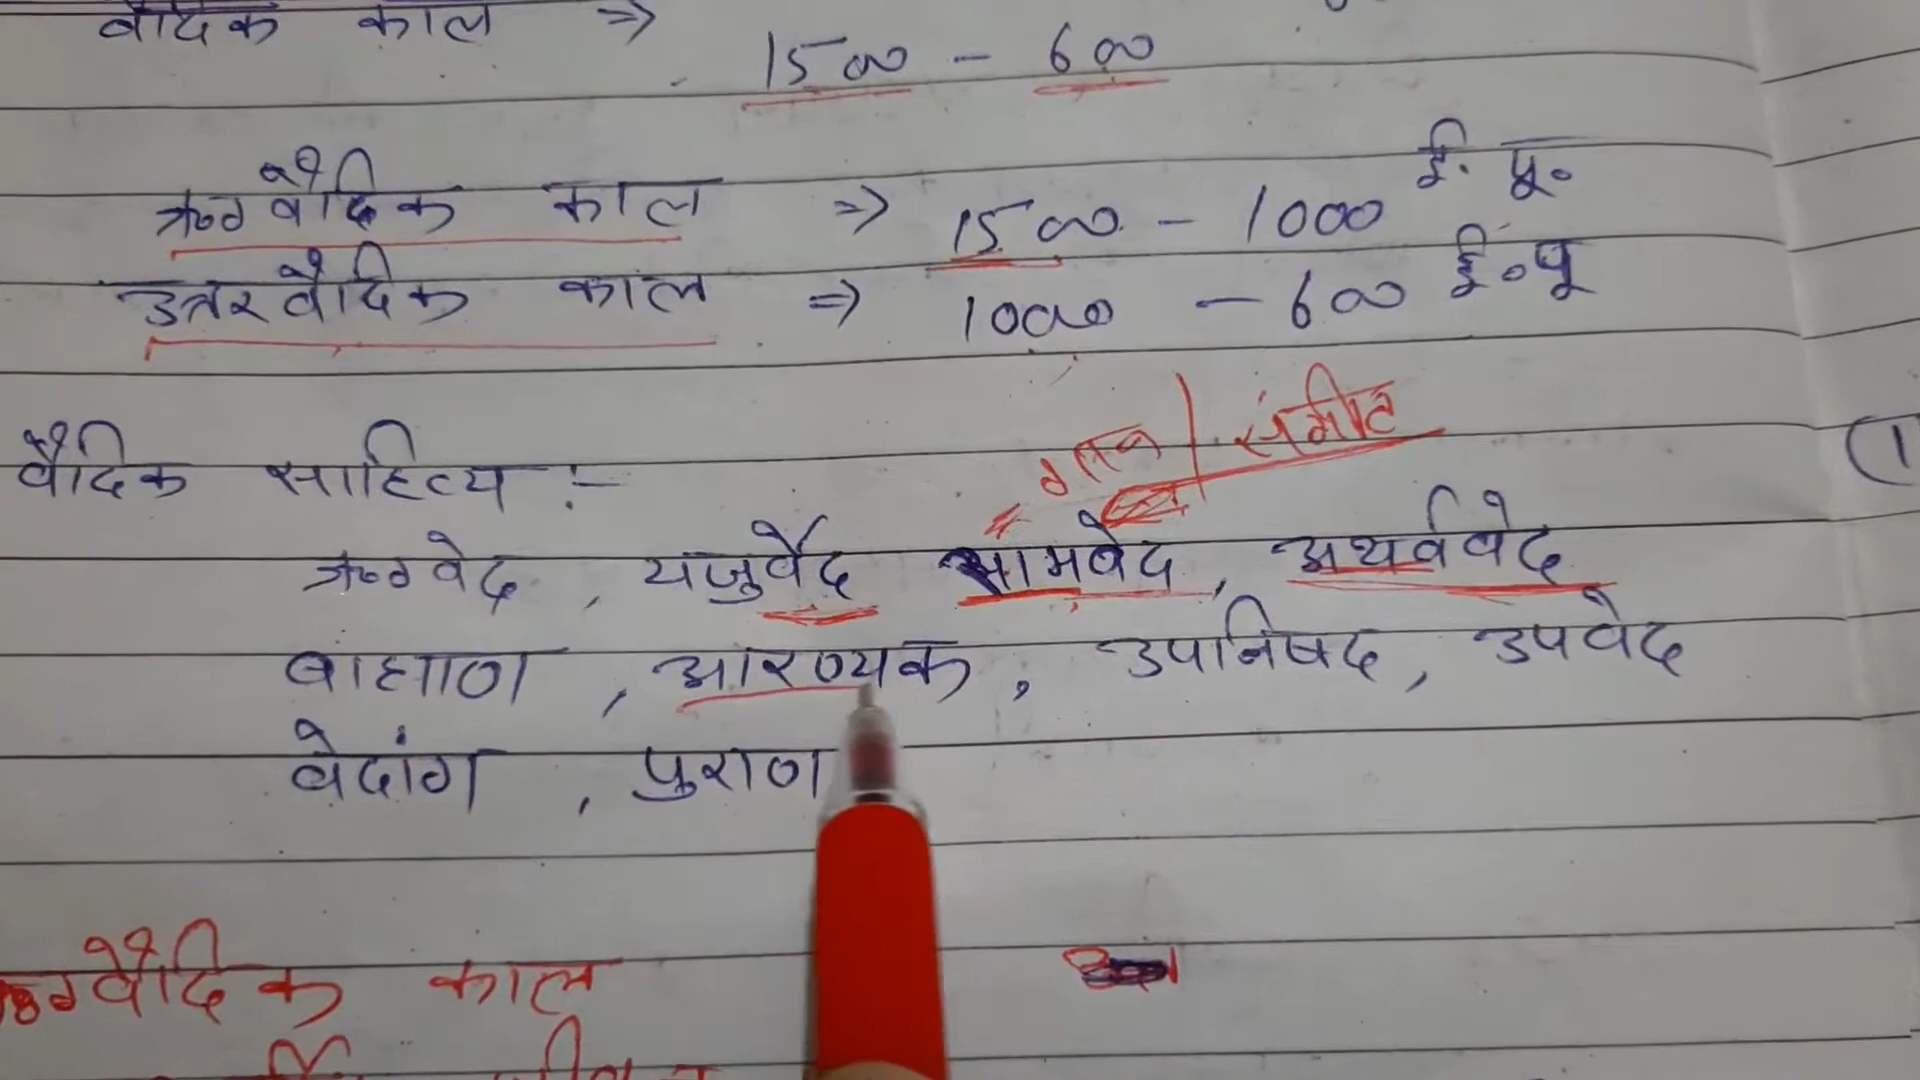 वैदिक काल ⇒ 1500 - 600
ऋग्वैदिक काल ⇒ 1500 - 1000 ई. पू.
उत्तरवैदिक काल ⇒ 1000 - 600 ई.पू
संगीत
वैदिक साहित्य :-
(1
ऋग्वेद, यजुर्वेद सामवेद, अथर्ववेद
ब्राह्मण, आरण्यक, उपनिषद, उपवेद
वेदांग, पुराण
ऋग्वैदिक काल